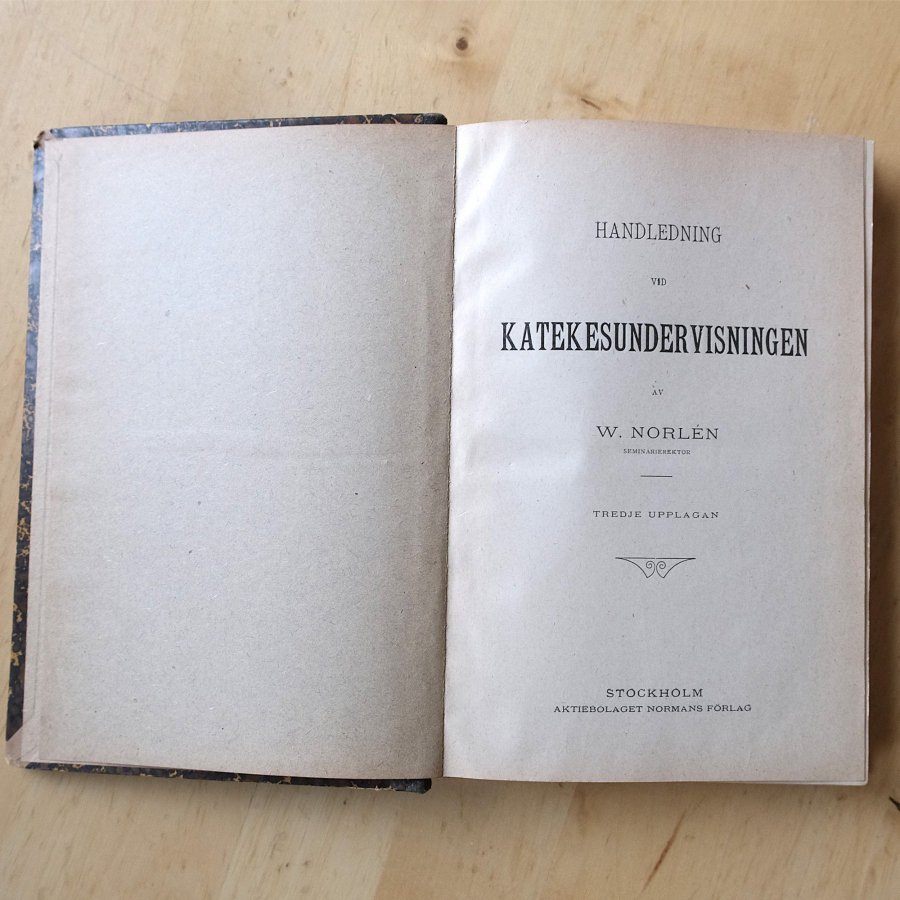 HANDLEDNING
VID
KATEKESUNDERVISNINGEN
AV
W. NORLÉN
SEMINARIEREKTOR
TREDJE UPPLAGAN
STOCKHOLM
AKTIEBOLAGET NORMANS FÖRLAG